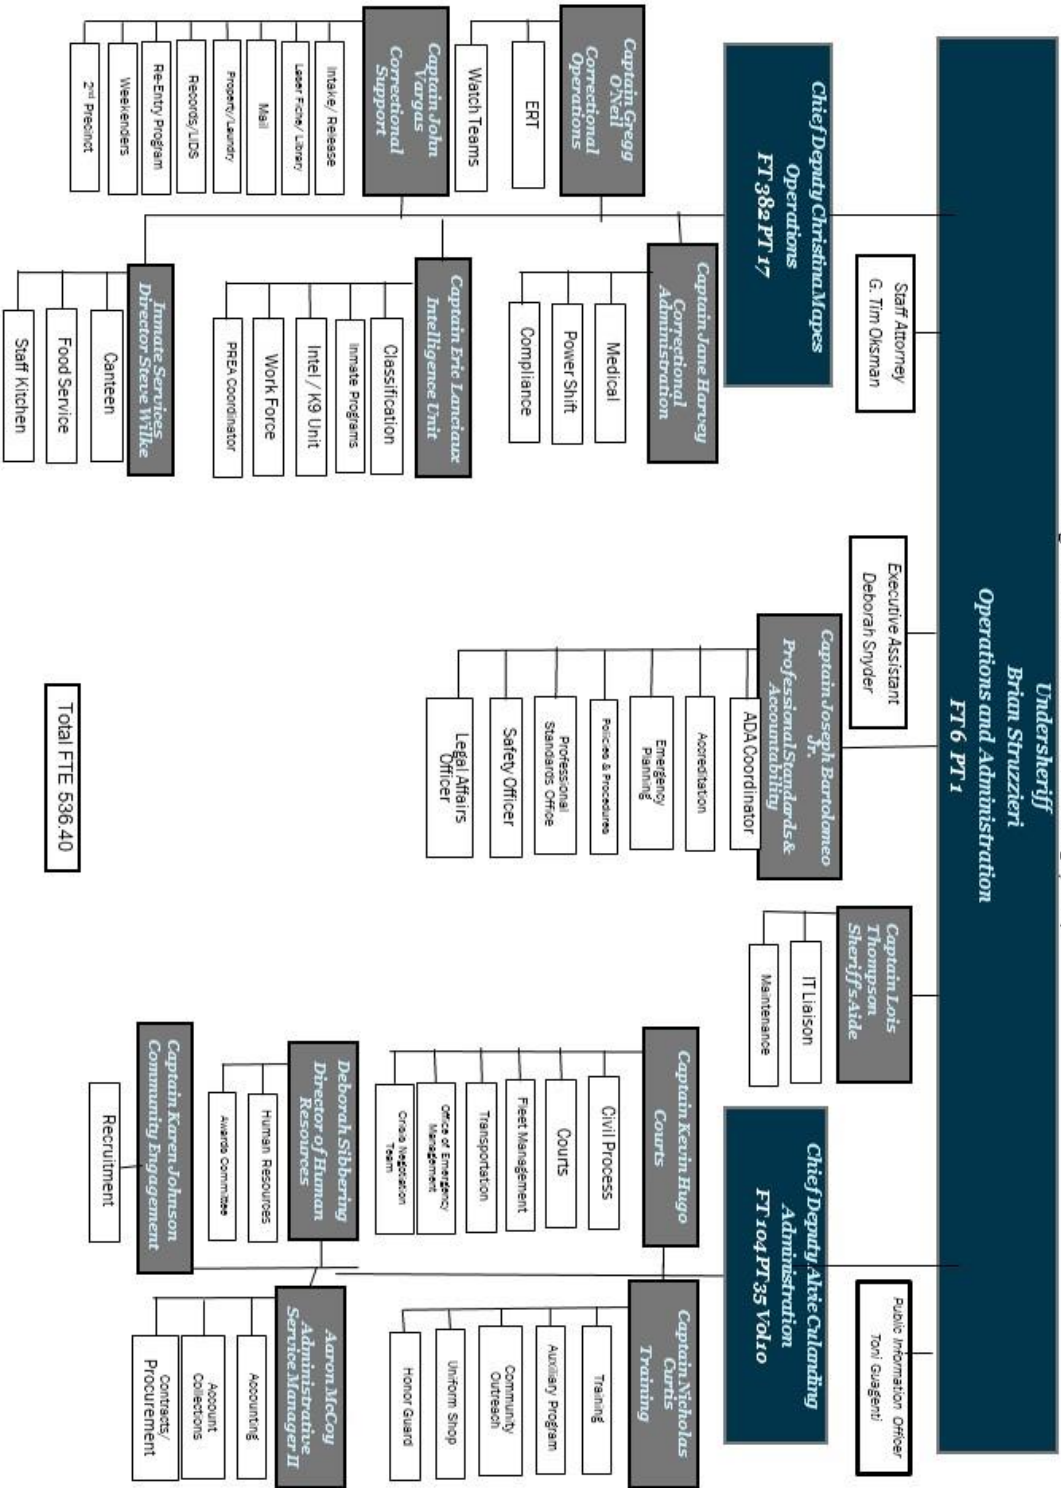 Undersheriff
Brian Struzzieri
Operations and Administration
FT 6 PT 1
Staff Attorney
G. Tim Oksman
Executive Assistant
Deborah Snyder
Public Information Officer
Toni Guagenti
Chief Deputy Christina Mapes
Operations
FT 382 PT 17
Captain Joseph Bartolomeo
Jr.
Professional Standards &
Accountability
ADA Coordinator
Accreditation
Emergency
Planning
Policies & Procedures
Professional
Standards Office
Safety Officer
Legal Affairs
Officer
Captain Lois
Thompson
Sheriff's Aide
IT Liaison
Maintenance
Chief Deputy Alvie Culanding
Administration
FT 104 PT 35 Vol 10
Captain Gregg
O'Neil
Correctional
Operations
ERT
Watch Teams
Captain Jane Harvey
Correctional
Administration
Medical
Power Shift
Compliance
Captain John
Vargas
Correctional
Support
Intake/ Release
Laser Fiche/ Library
Mail
Property/Laundry
Records/LIDS
Re-Entry Program
Weekenders
2nd Precinct
Captain Eric Lanciaux
Intelligence Unit
Classification
Inmate Programs
Intel / K9 Unit
Work Force
PREA Coordinator
Inmate Services
Director Steve Wilke
Canteen
Food Service
Staff Kitchen
Captain Kevin Hugo
Courts
Civil Process
Courts
Fleet Management
Transportation
Office of Emergency
Management
Crisis Negotiation
Team
Captain Nicholas
Curtis
Training
Training
Auxiliary Program
Community
Outreach
Uniform Shop
Honor Guard
Deborah Sibbering
Director of Human
Resources
Human Resources
Awards Committee
Aaron McCoy
Administrative
Service Manager II
Accounting
Account
Collections
Contracts/
Procurement
Captain Karen Johnson
Community Engagement
Recruitment
Total FTE 536.40